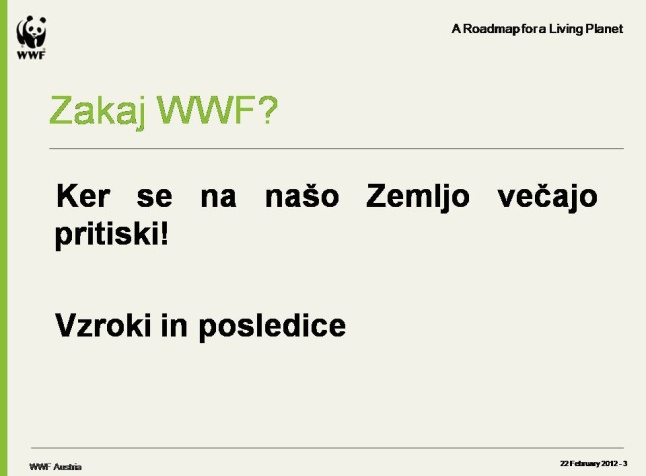 WWF
A Roadmap for a Living Planet
Zakaj WWF?
Ker se na našo Zemljo večajo
pritiski!
Vzroki in posledice
WWF Austria
22 February 2012 - 3